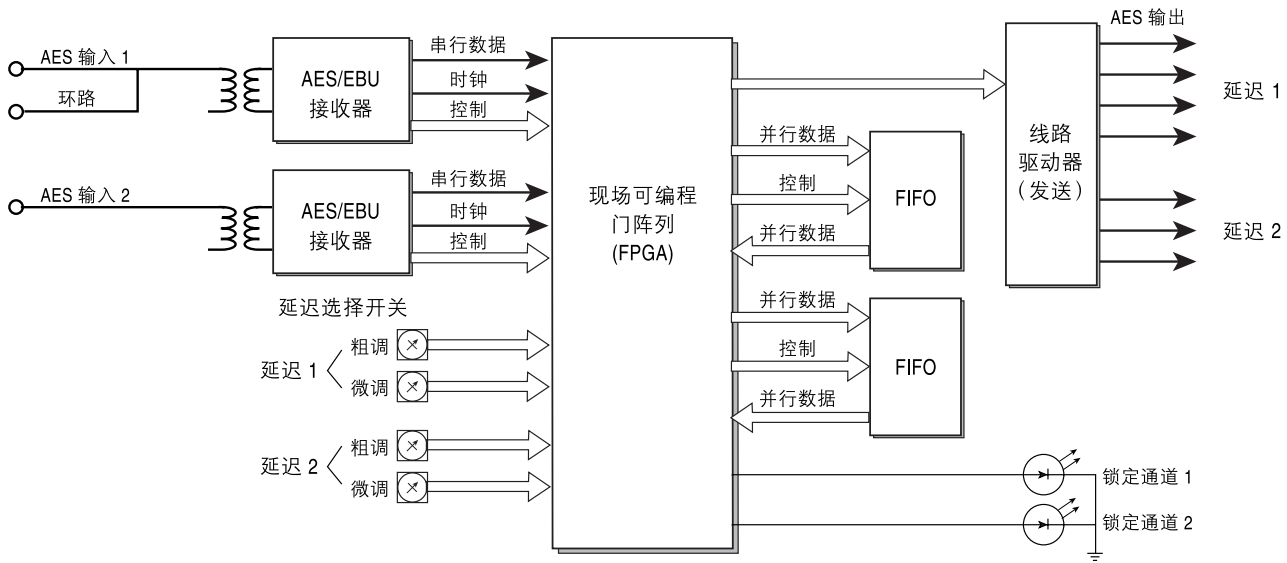 AES 输入 1
环路
AES/EBU
接收器
串行数据
时钟
控制
AES 输入 2
AES/EBU
接收器
串行数据
时钟
控制
延迟选择开关
延迟 1
粗调
微调
延迟 2
粗调
微调
现场可编程
门阵列
(FPGA)
并行数据
控制
并行数据
FIFO
并行数据
控制
并行数据
FIFO
线路
驱动器
(发送)
AES 输出
延迟 1
延迟 2
锁定通道 1
锁定通道 2